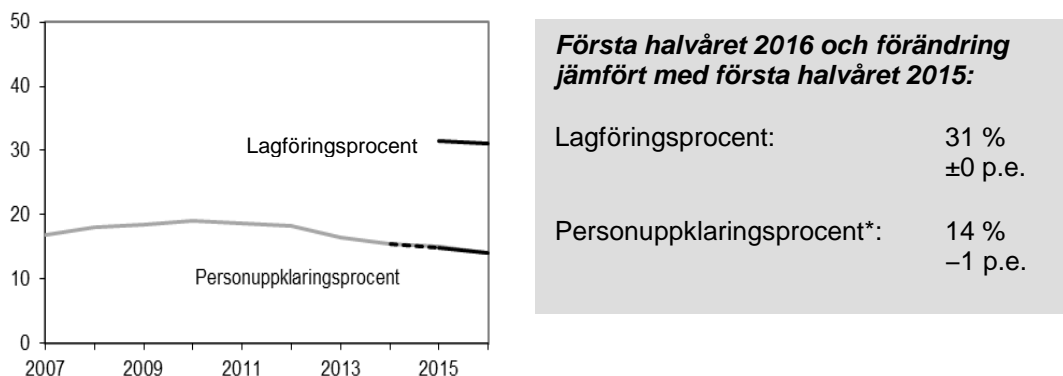 50
40
30
20
10
0
Lagföringsprocent
Personuppklaringsprocent
2007 2009 2011 2013 2015
Första halvåret 2016 och förändring
jämfört med första halvåret 2015:
Lagföringsprocent: 31 %
±0 p.e.
Personuppklaringsprocent*: 14 %
–1 p.e.